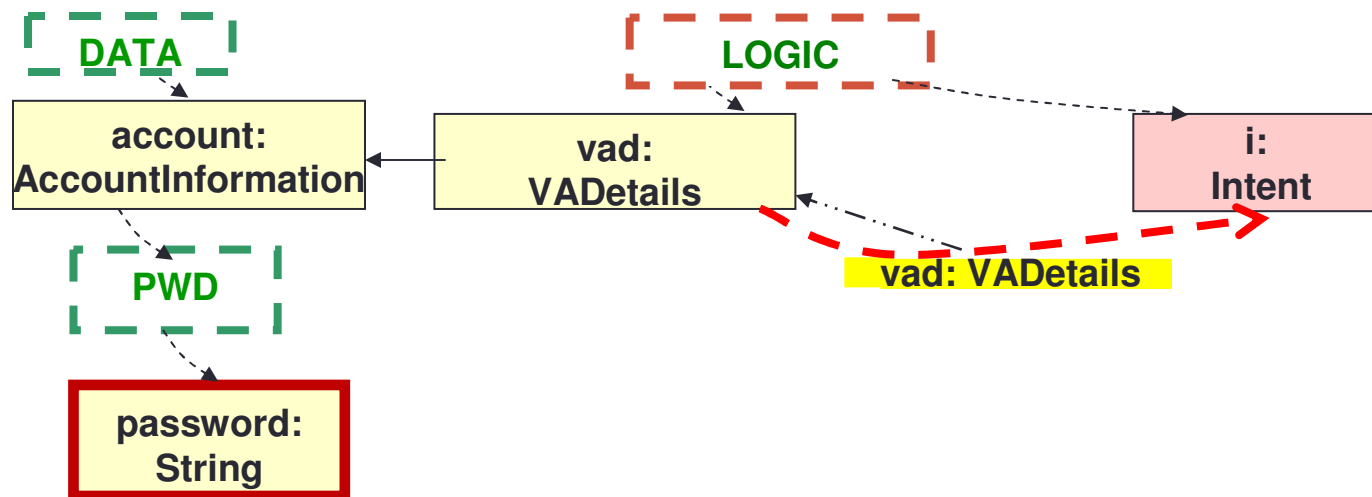 DATA
LOGIC
account:
AccountInformation
vad:
VADetails
i:
Intent
vad: VADetails
PWD
password:
String